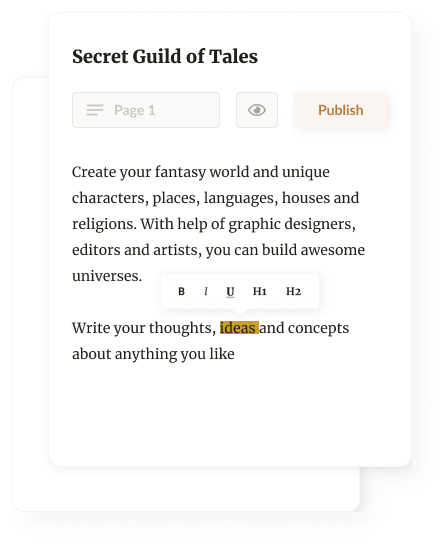 Secret Guild of Tales
Page 1
Publish
Create your fantasy world and unique
characters, places, languages, houses and
religions. With help of graphic designers,
editors and artists, you can build awesome
universes.
B I U H1 H2
Write your thoughts, ideas and concepts
about anything you like